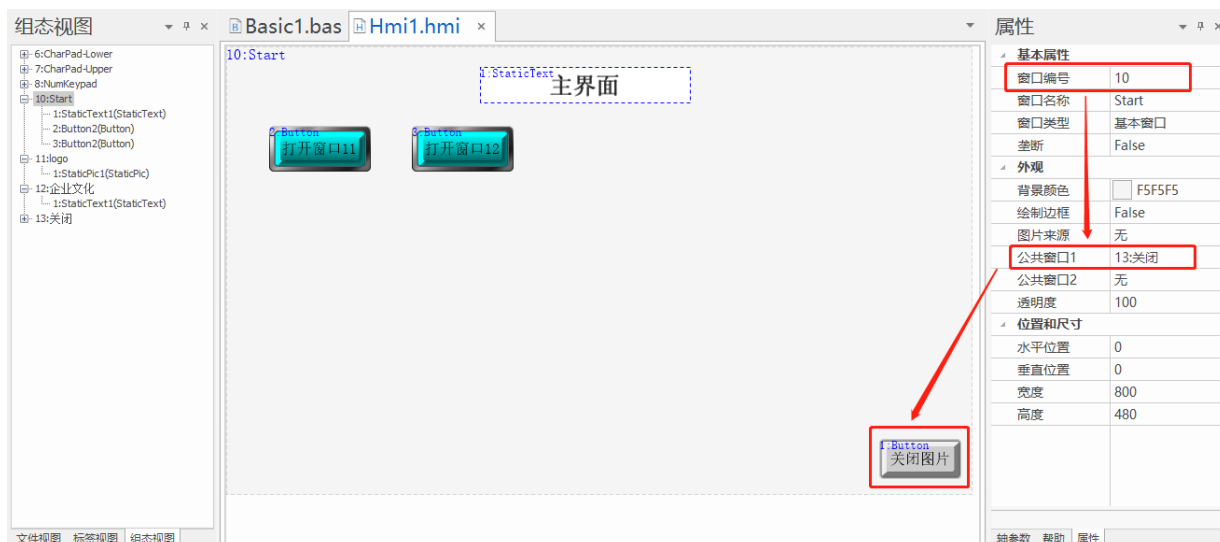 组态视图
6:CharPad-Lower
7:CharPad-Upper
8:NumKeypad
10:Start
1:StaticText1(StaticText)
2:Button2(Button)
3:Button2(Button)
11:logo
1:StaticPic1(StaticPic)
12:企业文化
1:StaticText1(StaticText)
13:关闭
文件视图 标签视图 组态视图
Basic1.bas Hmi1.hmi ×
10:Start
1:StaticText
主界面
2:Button
打开窗口11
3:Button
打开窗口12
1:Button
关闭图片
属性
基本属性
窗口编号 10
窗口名称 Start
窗口类型 基本窗口
垄断 False
外观
背景颜色 F5F5F5
绘制边框 False
图片来源 无
公共窗口1 13:关闭
公共窗口2 无
透明度 100
位置和尺寸
水平位置 0
垂直位置 0
宽度 800
高度 480
轴参数 帮助 属性